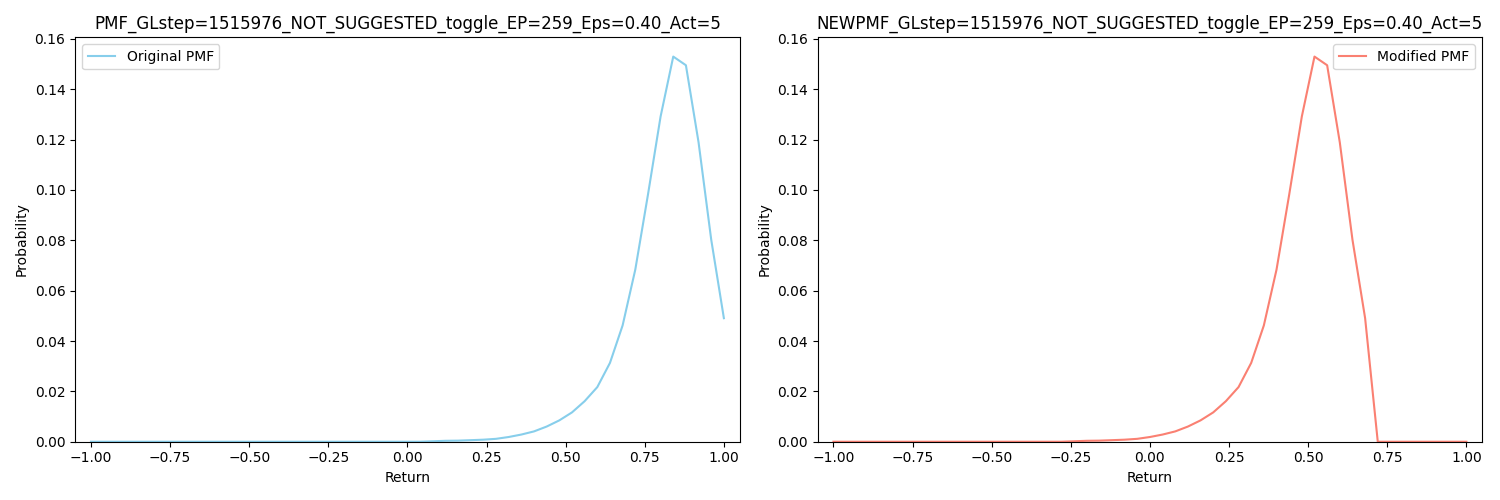 PMF_GLstep=1515976_NOT_SUGGESTED_toggle_EP=259_Eps=0.40_Act=5
Original PMF
Probability
0.16
0.14
0.12
0.10
0.08
0.06
0.04
0.02
0.00
−1.00 −0.75 −0.50 −0.25 0.00 0.25 0.50 0.75 1.00
Return
NEWPMF_GLstep=1515976_NOT_SUGGESTED_toggle_EP=259_Eps=0.40_Act=5
Modified PMF
Probability
0.16
0.14
0.12
0.10
0.08
0.06
0.04
0.02
0.00
−1.00 −0.75 −0.50 −0.25 0.00 0.25 0.50 0.75 1.00
Return